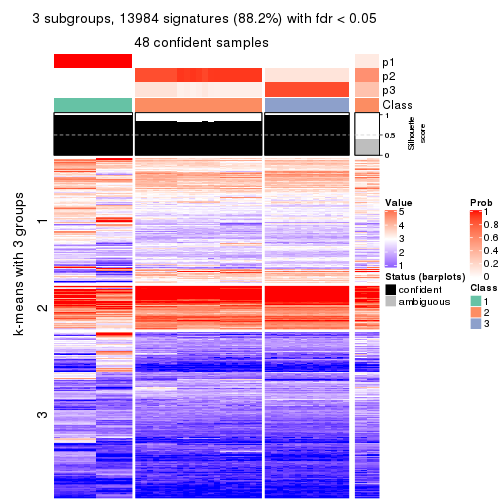 3 subgroups, 13984 signatures (88.2%) with fdr < 0.05
48 confident samples
p1
p2
p3
Class
1
0.5
0
Silhouette
score
k-means with 3 groups
1
2
3
Value
5
4
3
2
1
Prob
1
0.8
0.6
0.4
0.2
0
Status (barplots)
confident
ambiguous
Class
1
2
3